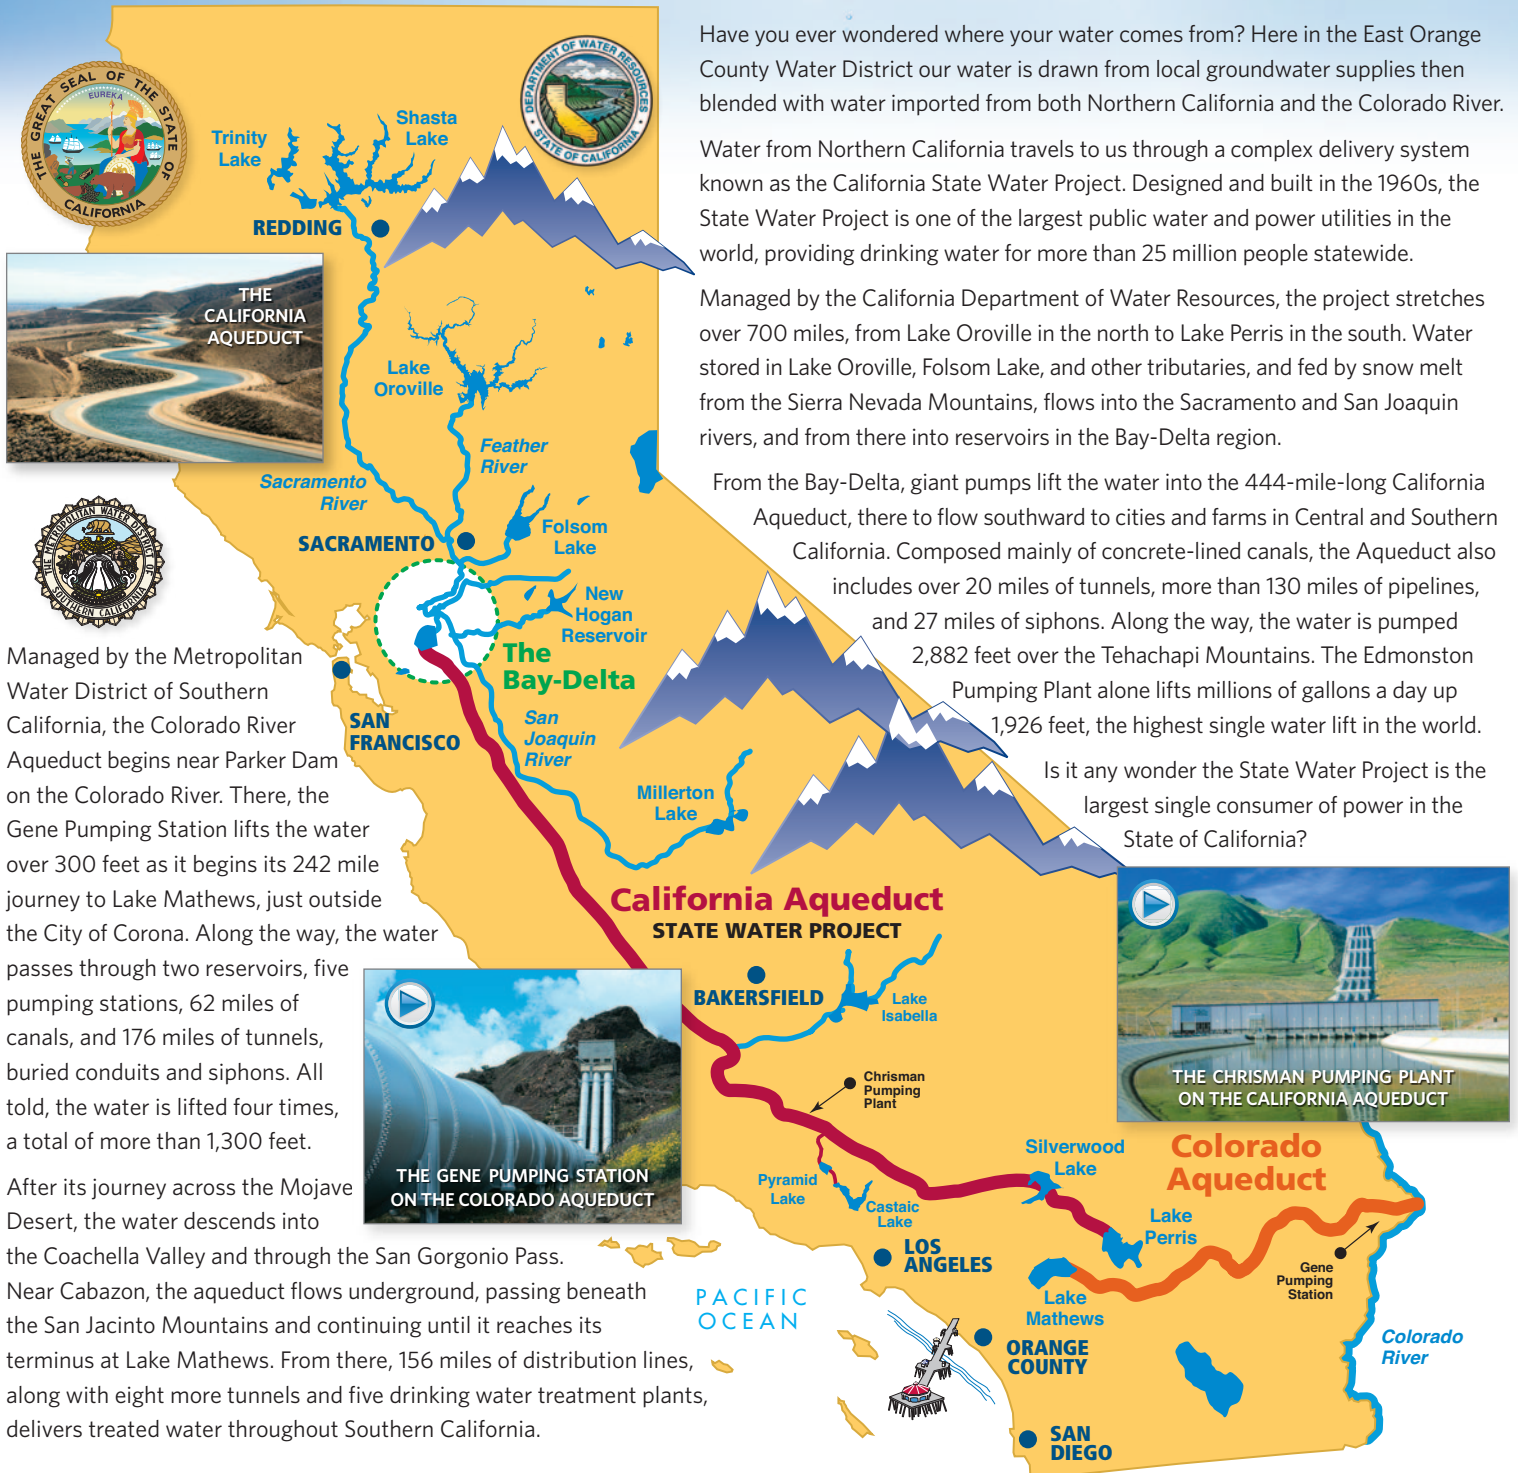 Have you ever wondered where your water comes from? Here in the East Orange
County Water District our water is drawn from local groundwater supplies then
blended with water imported from both Northern California and the Colorado River.
Water from Northern California travels to us through a complex delivery system
known as the California State Water Project. Designed and built in the 1960s, the
State Water Project is one of the largest public water and power utilities in the
world, providing drinking water for more than 25 million people statewide.
Managed by the California Department of Water Resources, the project stretches
over 700 miles, from Lake Oroville in the north to Lake Perris in the south. Water
stored in Lake Oroville, Folsom Lake, and other tributaries, and fed by snow melt
from the Sierra Nevada Mountains, flows into the Sacramento and San Joaquin
rivers, and from there into reservoirs in the Bay-Delta region.
From the Bay-Delta, giant pumps lift the water into the 444-mile-long California
Aqueduct, there to flow southward to cities and farms in Central and Southern
California. Composed mainly of concrete-lined canals, the Aqueduct also
includes over 20 miles of tunnels, more than 130 miles of pipelines,
and 27 miles of siphons. Along the way, the water is pumped
2,882 feet over the Tehachapi Mountains. The Edmonston
Pumping Plant alone lifts millions of gallons a day up
1,926 feet, the highest single water lift in the world.
Is it any wonder the State Water Project is the
largest single consumer of power in the
State of California?
THE GREAT SEAL OF THE STATE OF CALIFORNIA
EUREKA
DEPARTMENT OF WATER RESOURCES
STATE OF CALIFORNIA
Trinity
Lake
Shasta
Lake
REDDING
THE
CALIFORNIA
AQUEDUCT
Lake
Oroville
Feather
River
Sacramento
River
SACRAMENTO
Folsom
Lake
New
Hogan
Reservoir
The
Bay-Delta
SAN
FRANCISCO
San
Joaquin
River
Millerton
Lake
California Aqueduct
STATE WATER PROJECT
BAKERSFIELD
Lake
Isabella
Chrisman
Pumping
Plant
Pyramid
Lake
Castaic
Lake
Silverwood
Lake
Lake
Perris
Colorado
Aqueduct
Gene
Pumping
Station
Lake
Mathews
LOS
ANGELES
ORANGE
COUNTY
SAN
DIEGO
Colorado
River
PACIFIC
OCEAN
THE CHRISMAN PUMPING PLANT
ON THE CALIFORNIA AQUEDUCT
THE GENE PUMPING STATION
ON THE COLORADO AQUEDUCT
THE METROPOLITAN WATER DISTRICT OF
SOUTHERN CALIFORNIA
Managed by the Metropolitan
Water District of Southern
California, the Colorado River
Aqueduct begins near Parker Dam
on the Colorado River. There, the
Gene Pumping Station lifts the water
over 300 feet as it begins its 242 mile
journey to Lake Mathews, just outside
the City of Corona. Along the way, the water
passes through two reservoirs, five
pumping stations, 62 miles of
canals, and 176 miles of tunnels,
buried conduits and siphons. All
told, the water is lifted four times,
a total of more than 1,300 feet.
After its journey across the Mojave
Desert, the water descends into
the Coachella Valley and through the San Gorgonio Pass.
Near Cabazon, the aqueduct flows underground, passing beneath
the San Jacinto Mountains and continuing until it reaches its
terminus at Lake Mathews. From there, 156 miles of distribution lines,
along with eight more tunnels and five drinking water treatment plants,
delivers treated water throughout Southern California.